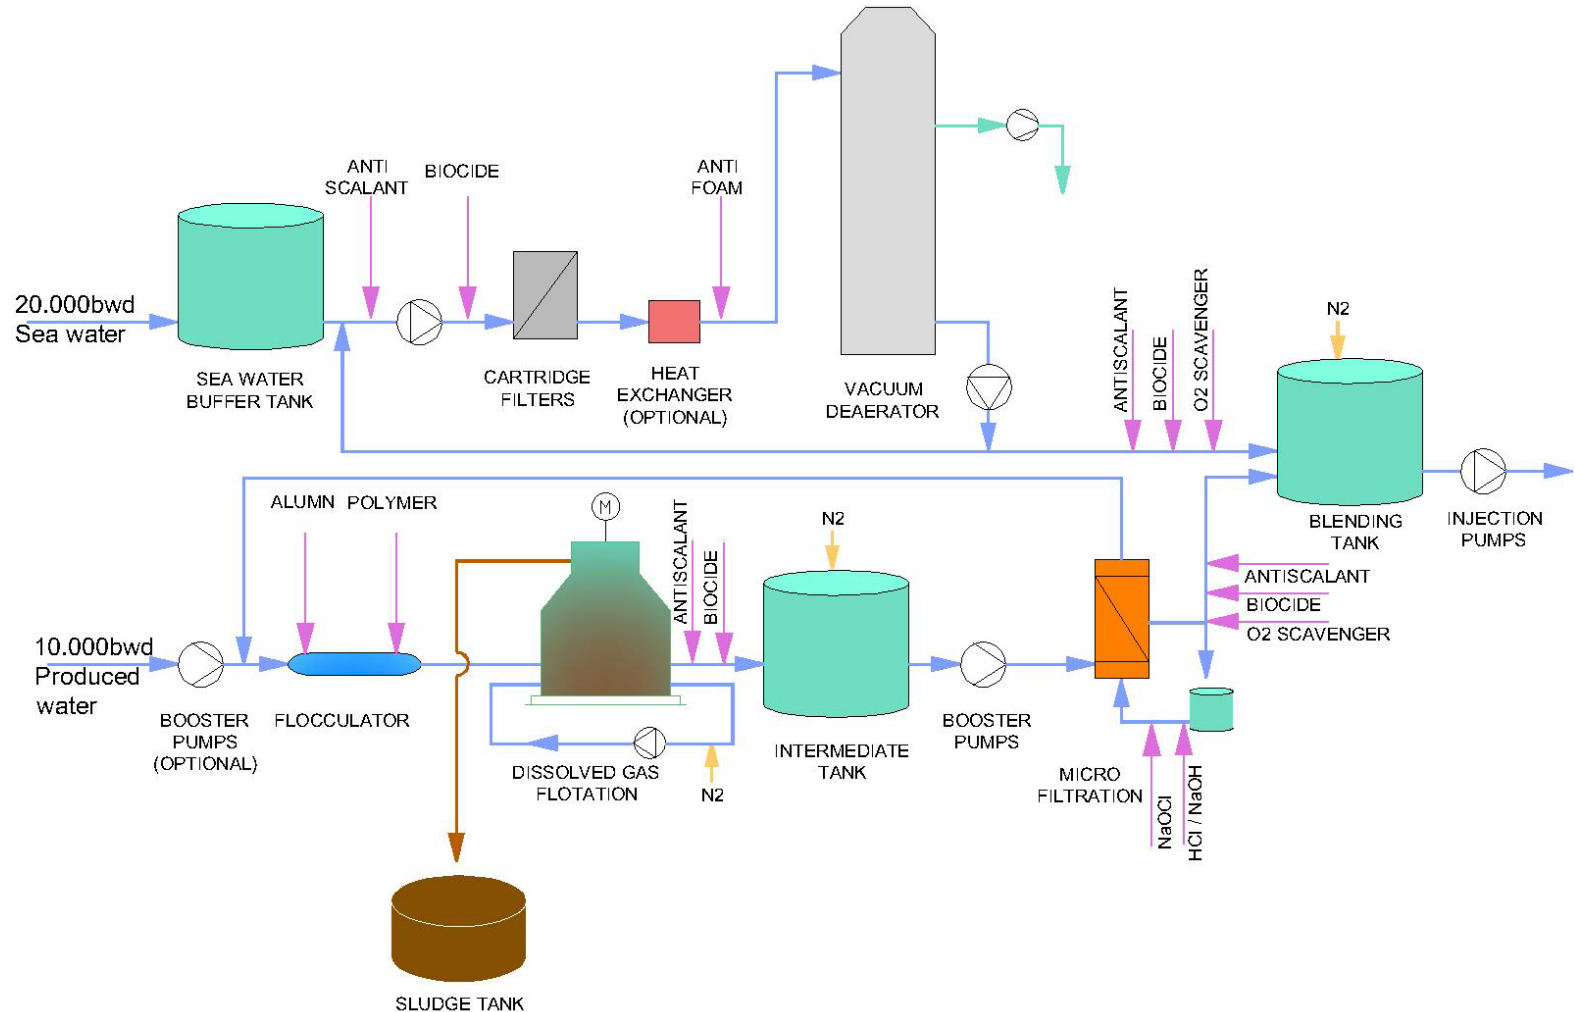 ANTI
SCALANT
BIOCIDE
ANTI
FOAM
20.000bwd
Sea water
SEA WATER
BUFFER TANK
CARTRIDGE
FILTERS
HEAT
EXCHANGER
(OPTIONAL)
VACUUM
DEAERATOR
ANTISCALANT
BIOCIDE
O2 SCAVENGER
N2
BLENDING
TANK
INJECTION
PUMPS
ALUMN POLYMER
M
ANTISCALANT
BIOCIDE
N2
ANTISCALANT
BIOCIDE
O2 SCAVENGER
10.000bwd
Produced
water
BOOSTER
PUMPS
(OPTIONAL)
FLOCCULATOR
DISSOLVED GAS
FLOTATION
N2
INTERMEDIATE
TANK
BOOSTER
PUMPS
MICRO
FILTRATION
NaOCl
HCl / NaOH
SLUDGE TANK